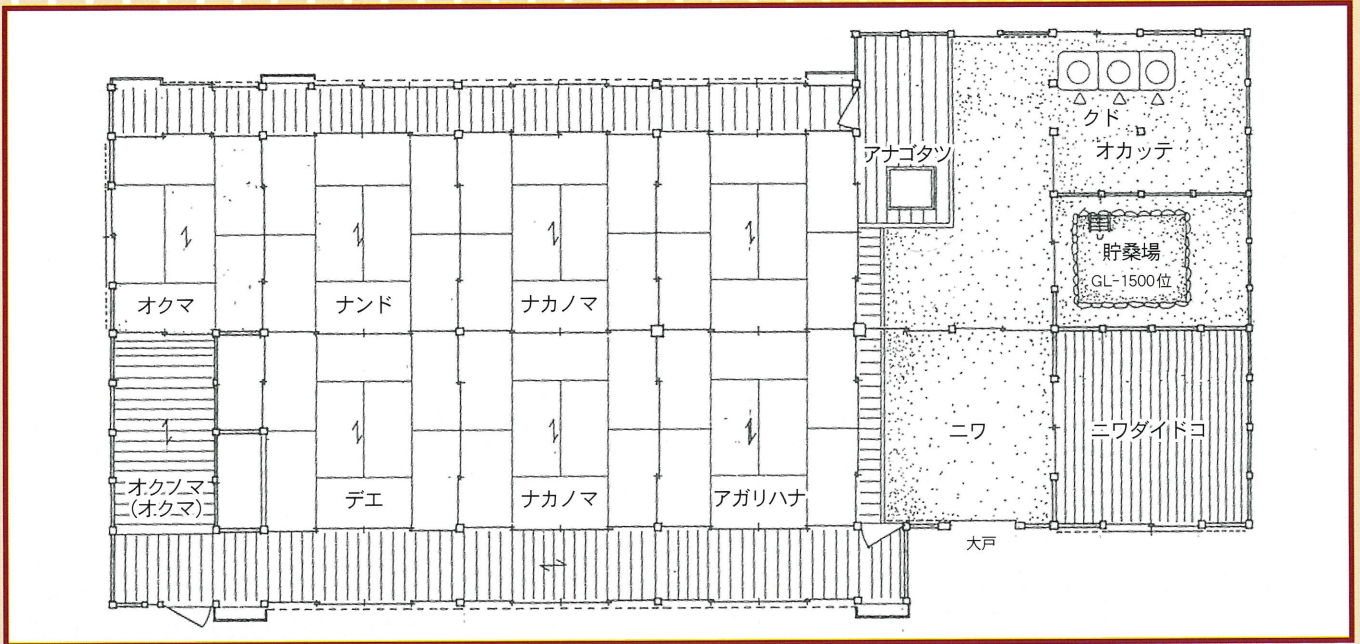 クド
オカッテ
アナゴタツ
貯桑場
GL-1500位
オクマ
ナンド
ナカノマ
オクノマ
(オクマ)
デエ
ナカノマ
アガリハナ
ニワ
ニワダイドコ
大戸